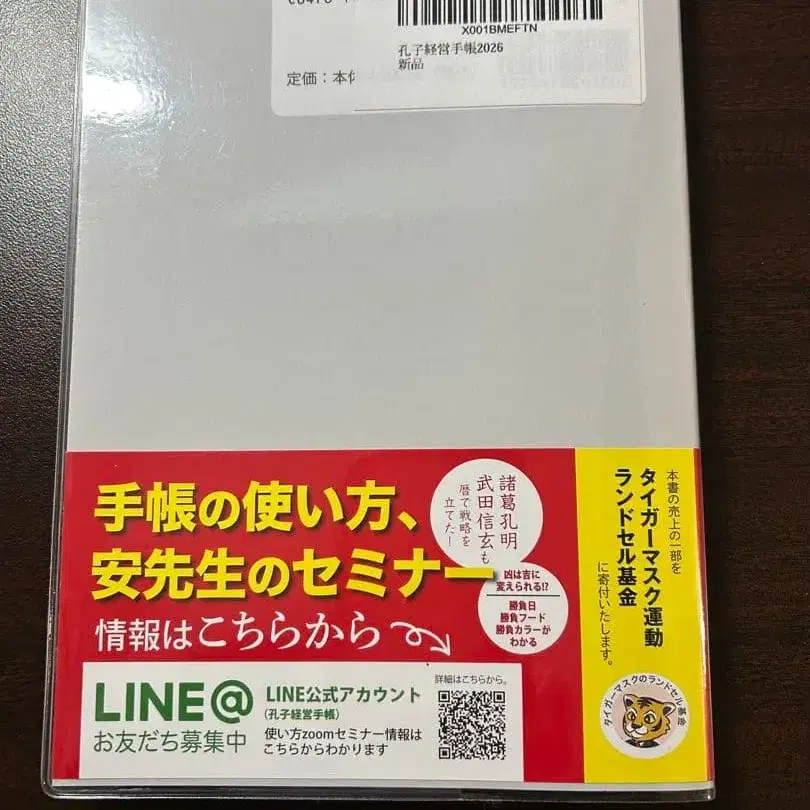 X001BMEFTN
孔子経営手帳2026
新品
定価：本体
手帳の使い方、
安先生のセミナー
情報はこちらから
諸葛孔明
武田信玄も
暦で戦略を
立てた！
凶は吉に
変えられる!?
勝負日
勝負フード
勝負カラーが
わかる
LINE@
お友だち募集中
LINE公式アカウント
（孔子経営手帳）
使い方zoomセミナー情報は
こちらからわかります
詳細はこちらから。
本書の売上の一部を
タイガーマスク運動
ランドセル基金
に寄付いたします。
タイガーマスクのランドセル基金